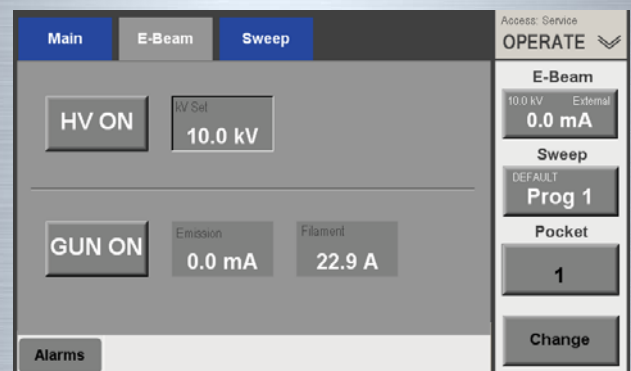 Main
E-Beam
Sweep
HV ON
kV Set
10.0 kV
GUN ON
Emission
0.0 mA
Filament
22.9 A
Alarms
Access: Service
OPERATE
E-Beam
10.0 kV External
0.0 mA
Sweep
DEFAULT
Prog 1
Pocket
1
Change